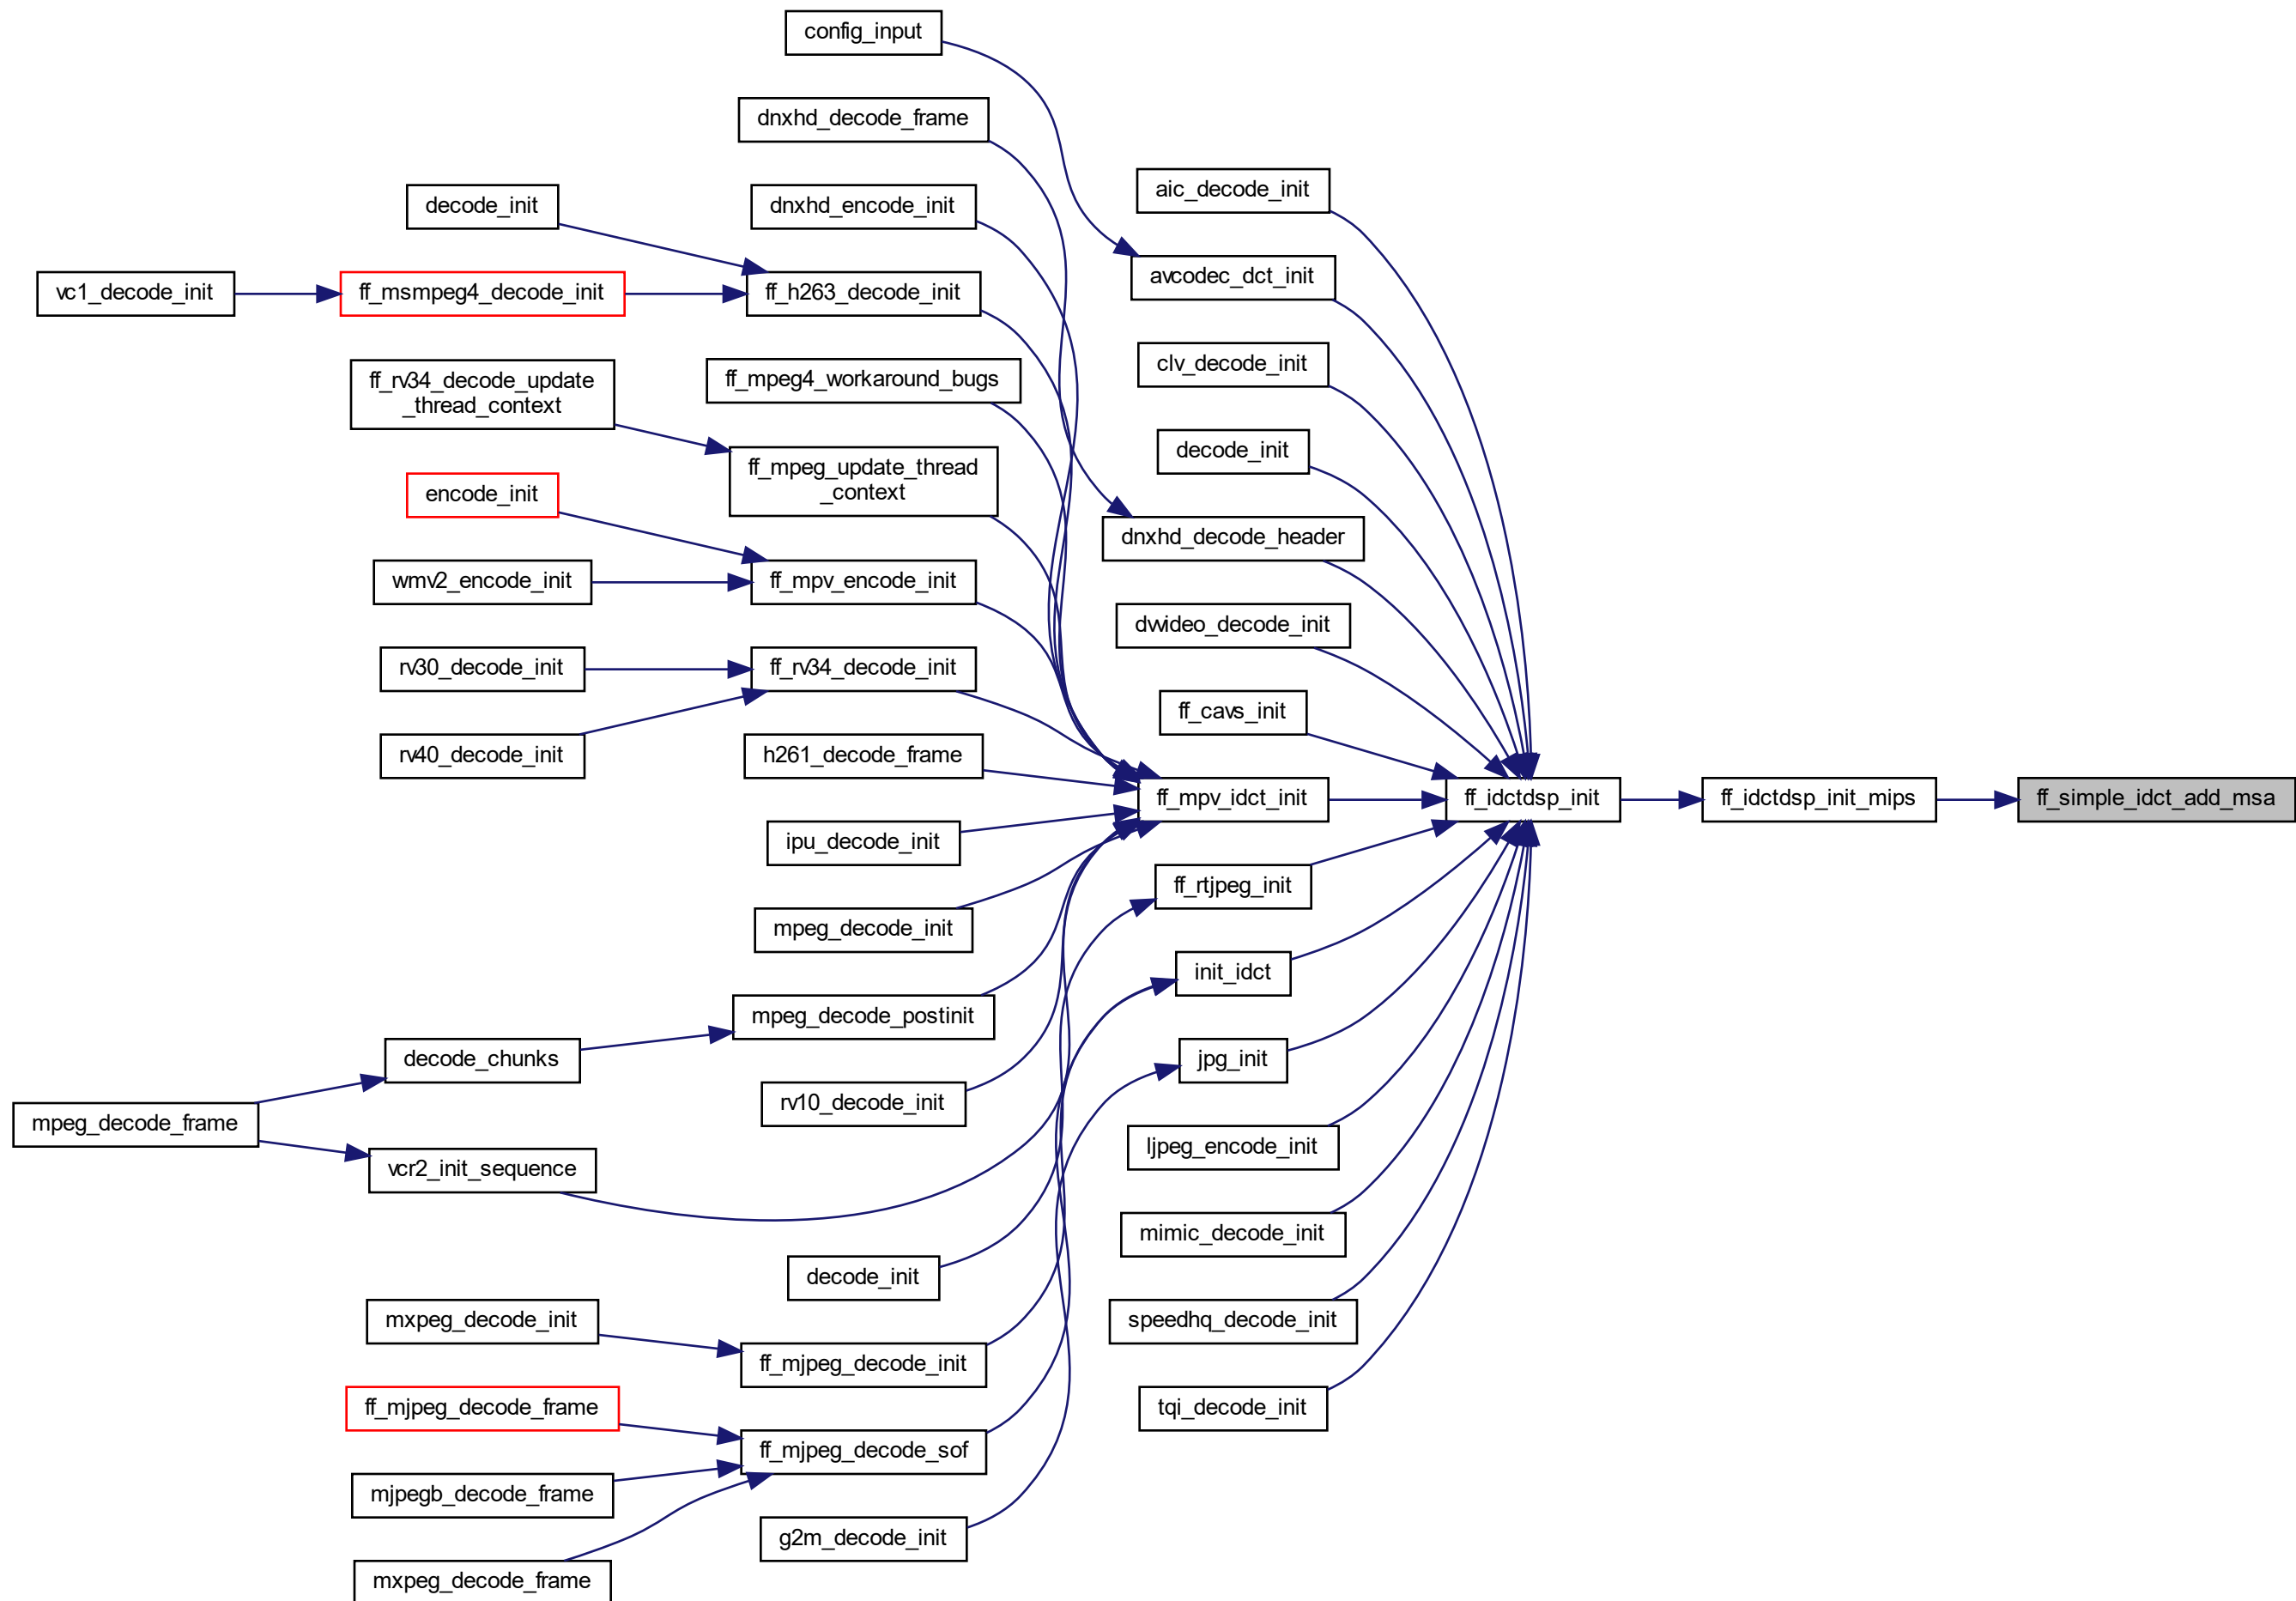 config_input
dnxhd_decode_frame
aic_decode_init
decode_init
dnxhd_encode_init
avcodec_dct_init
vc1_decode_init
ff_msmpeg4_decode_init
ff_h263_decode_init
clv_decode_init
ff_rv34_decode_update
_thread_context
ff_mpeg4_workaround_bugs
decode_init
ff_mpeg_update_thread
_context
encode_init
dnxhd_decode_header
wmv2_encode_init
ff_mpv_encode_init
dvvideo_decode_init
rv30_decode_init
ff_rv34_decode_init
ff_cavs_init
rv40_decode_init
h261_decode_frame
ff_mpv_idct_init
ff_idctdsp_init
ff_idctdsp_init_mips
ff_simple_idct_add_msa
ipu_decode_init
ff_rtjpeg_init
mpeg_decode_init
init_idct
mpeg_decode_postinit
decode_chunks
jpg_init
mpeg_decode_frame
rv10_decode_init
vcr2_init_sequence
ljpeg_encode_init
mimic_decode_init
decode_init
mxpeg_decode_init
speedhq_decode_init
ff_mjpeg_decode_init
ff_mjpeg_decode_frame
tqi_decode_init
ff_mjpeg_decode_sof
mjpegb_decode_frame
g2m_decode_init
mxpeg_decode_frame